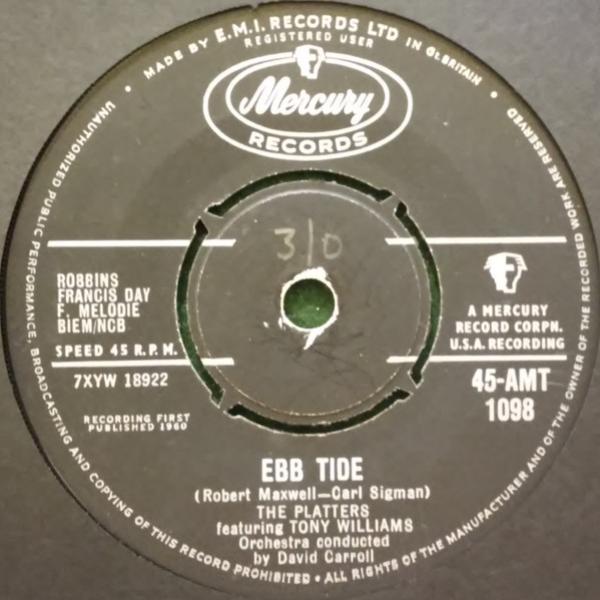 MADE BY E.M.I. RECORDS LTD IN GT. BRITAIN
REGISTERED USER
Mercury
RECORDS
3/0
ROBBINS
FRANCIS DAY
F. MELODIE
BIEM/NCB
SPEED 45 R.P.M.
7XYW 18922
RECORDING FIRST
PUBLISHED 1960
A MERCURY
RECORD CORPN.
U.S.A. RECORDING
45-AMT
1098
EBB TIDE
(Robert Maxwell—Carl Sigman)
THE PLATTERS
featuring TONY WILLIAMS
Orchestra conducted
by David Carroll
UNAUTHORIZED PUBLIC PERFORMANCE, BROADCASTING AND COPYING OF THIS RECORD PROHIBITED • ALL RIGHTS OF THE MANUFACTURER AND OF THE OWNER OF THE RECORDED WORK ARE RESERVED